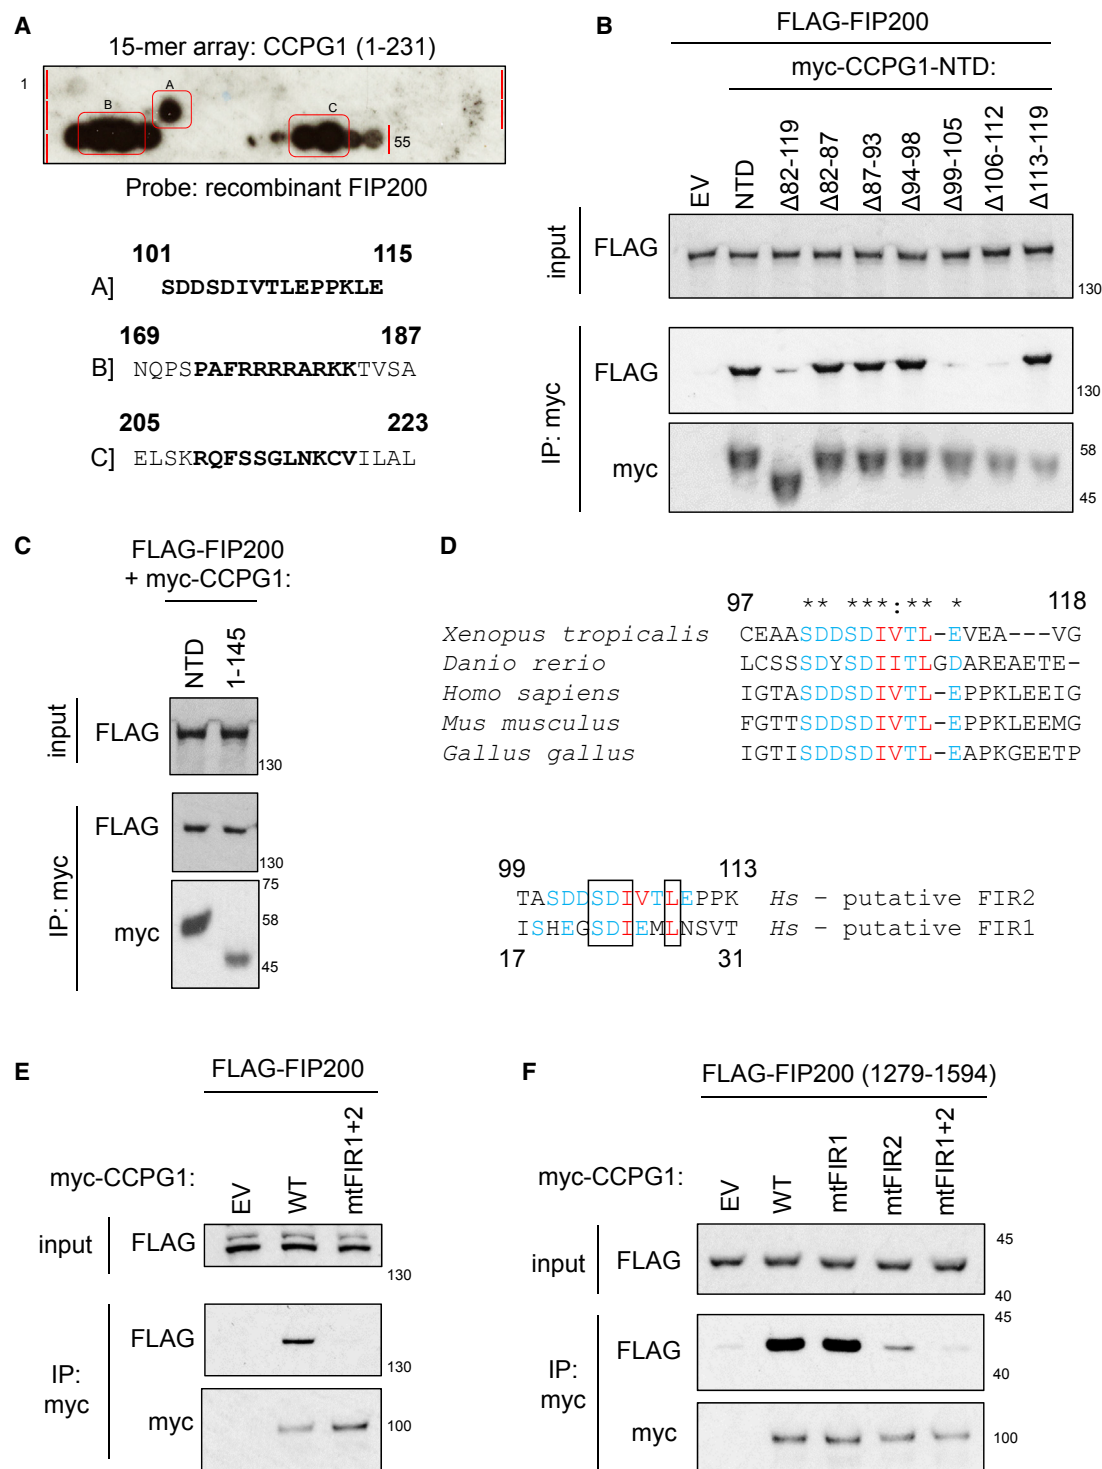 A
15-mer array: CCPG1 (1-231)
1
B
A
C
55
Probe: recombinant FIP200
101 115
A] SDDSDIVTLEPPKLE
169 187
B] NQPSPAFRRRRARKKTVSA
205 223
C] ELSKRQFSSGLNKCVILAL
B
FLAG-FIP200
myc-CCPG1-NTD:
EV
NTD
Δ82-119
Δ82-87
Δ87-93
Δ94-98
Δ99-105
Δ106-112
Δ113-119
input
FLAG
130
IP: myc
FLAG
130
myc
58
45
C
FLAG-FIP200
+ myc-CCPG1:
NTD
1-145
input
FLAG
130
IP: myc
FLAG
130
75
myc
58
45
D
97 ** ***:** * 118
Xenopus tropicalis CEAASDDSDIVTL-EVEA---VG
Danio rerio LCSSSDYSDIITLGDAREAETE-
Homo sapiens IGTASDDSDIVTL-EPPKLEEIG
Mus musculus FGTTSDDSDIVTL-EPPKLEEMG
Gallus gallus IGTISDDSDIVTL-EAPKGEETP
99 113
TASDDSDIVTLEPPK Hs - putative FIR2
ISHEGSDIEMLNSVT Hs - putative FIR1
17 31
E
FLAG-FIP200
myc-CCPG1:
EV
WT
mtFIR1+2
input
FLAG
130
IP:
myc
FLAG
130
myc
100
F
FLAG-FIP200 (1279-1594)
myc-CCPG1:
EV
WT
mtFIR1
mtFIR2
mtFIR1+2
input
FLAG
45
40
IP:
myc
FLAG
45
40
myc
100